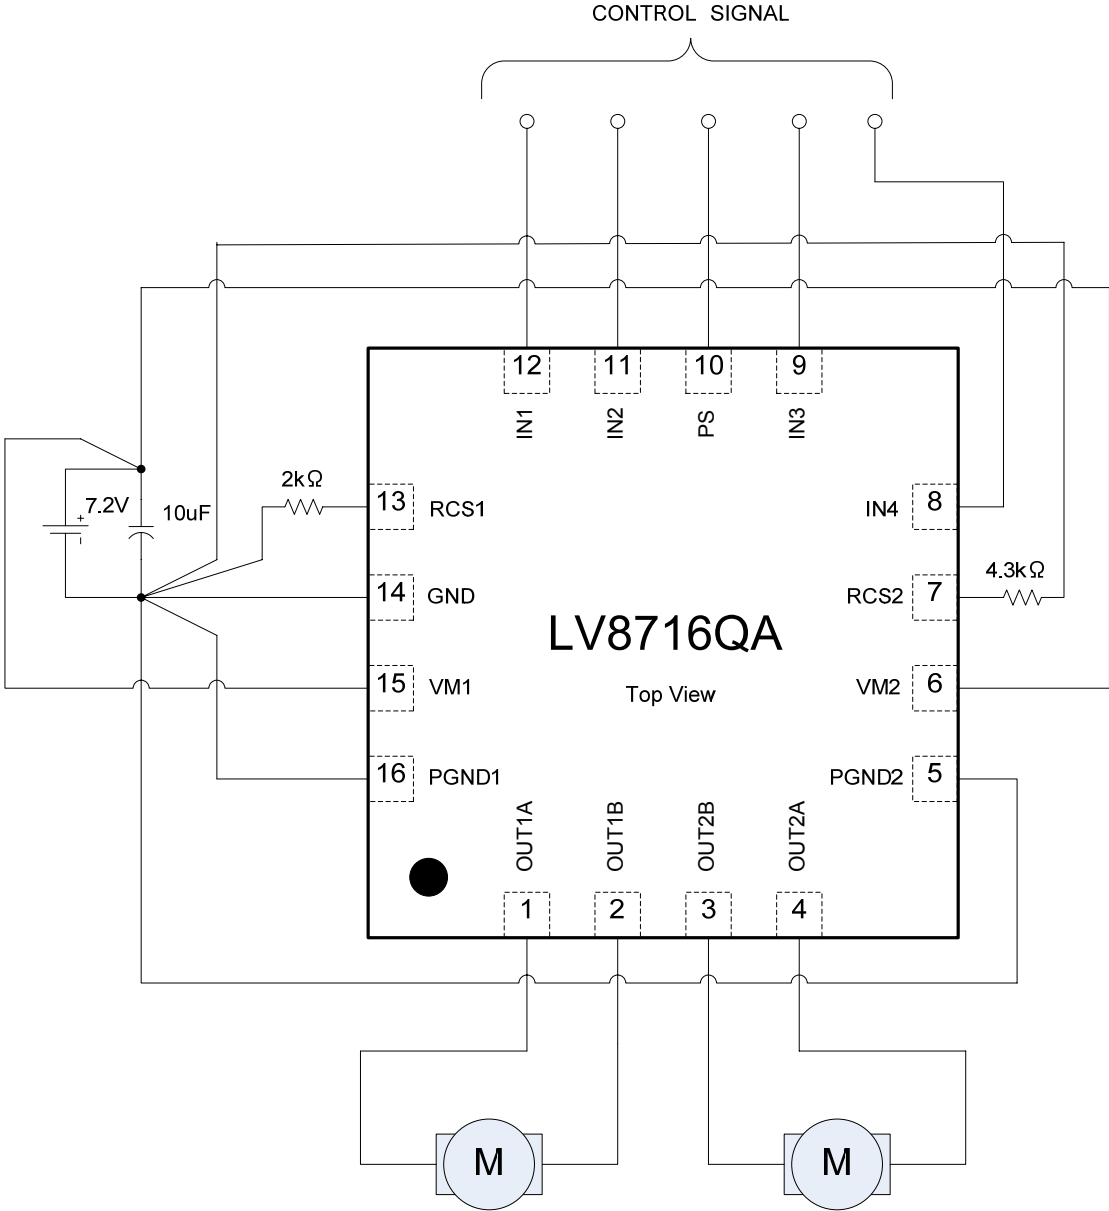 CONTROL SIGNAL
12
11
10
9
IN1
IN2
PS
IN3
7.2V
+
-
10uF
2kΩ
13
RCS1
IN4
8
14
GND
RCS2
7
4.3kΩ
LV8716QA
Top View
15
VM1
VM2
6
16
PGND1
PGND2
5
OUT1A
OUT1B
OUT2B
OUT2A
1
2
3
4
M
M